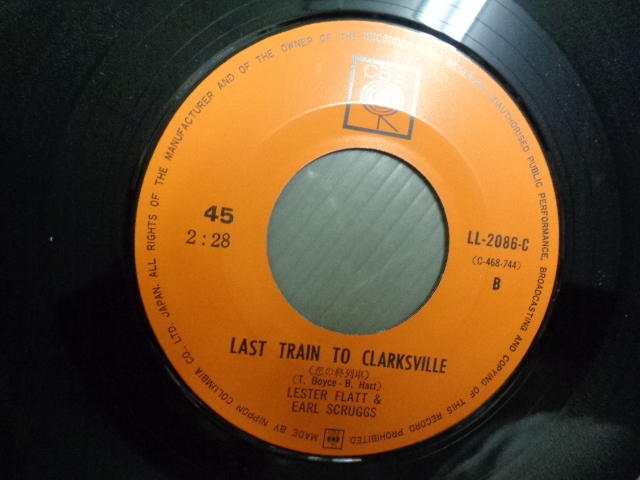 CBS
45
2:28
LL-2086-C
(C-468-744)
B
LAST TRAIN TO CLARKSVILLE
(恋の終列車)
(T. Boyce-B. Hart)
LESTER FLATT &
EARL SCRUGGS
MADE BY NIPPON COLUMBIA CO., LTD. JAPAN. ALL RIGHTS OF THE MANUFACTURER AND OF THE OWNER OF THE RECORDED WORK RESERVED. UNAUTHORISED PUBLIC PERFORMANCE, BROADCASTING AND COPYING OF THIS RECORD PROHIBITED.